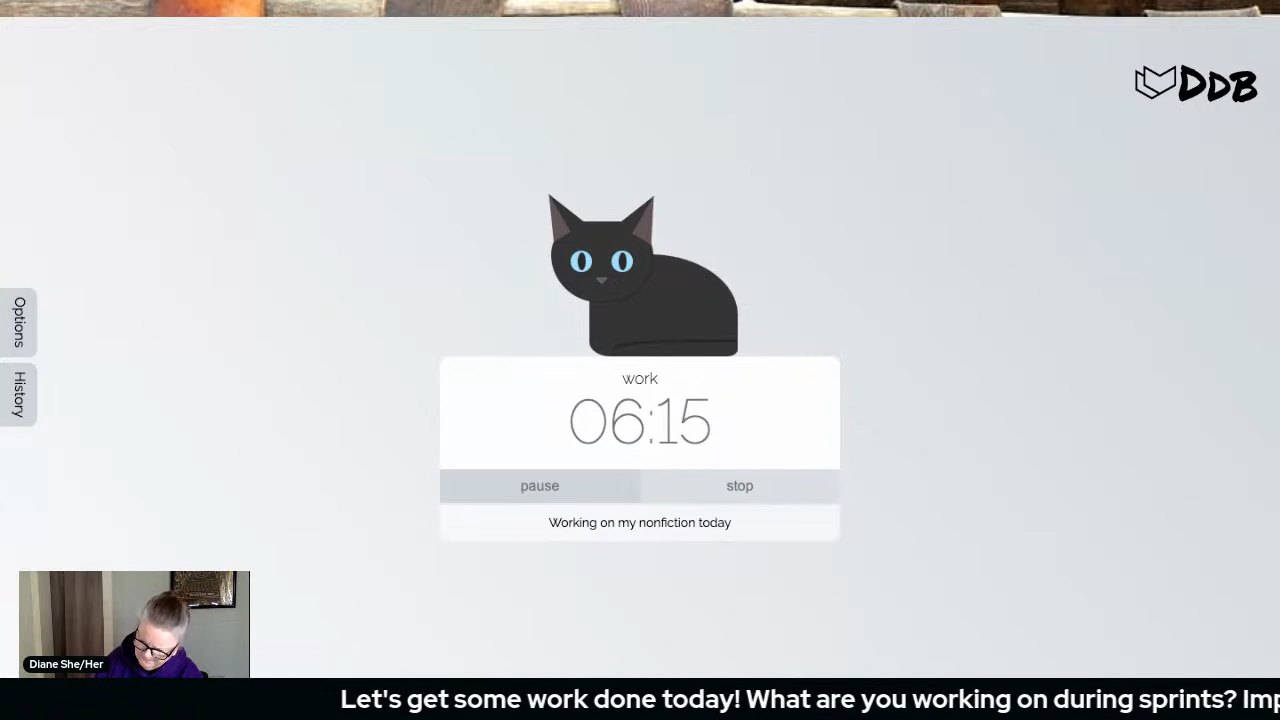 DDB
Options
History
work
06:15
pause
stop
Working on my nonfiction today
Diane She/Her
Let's get some work done today! What are you working on during sprints? Imp